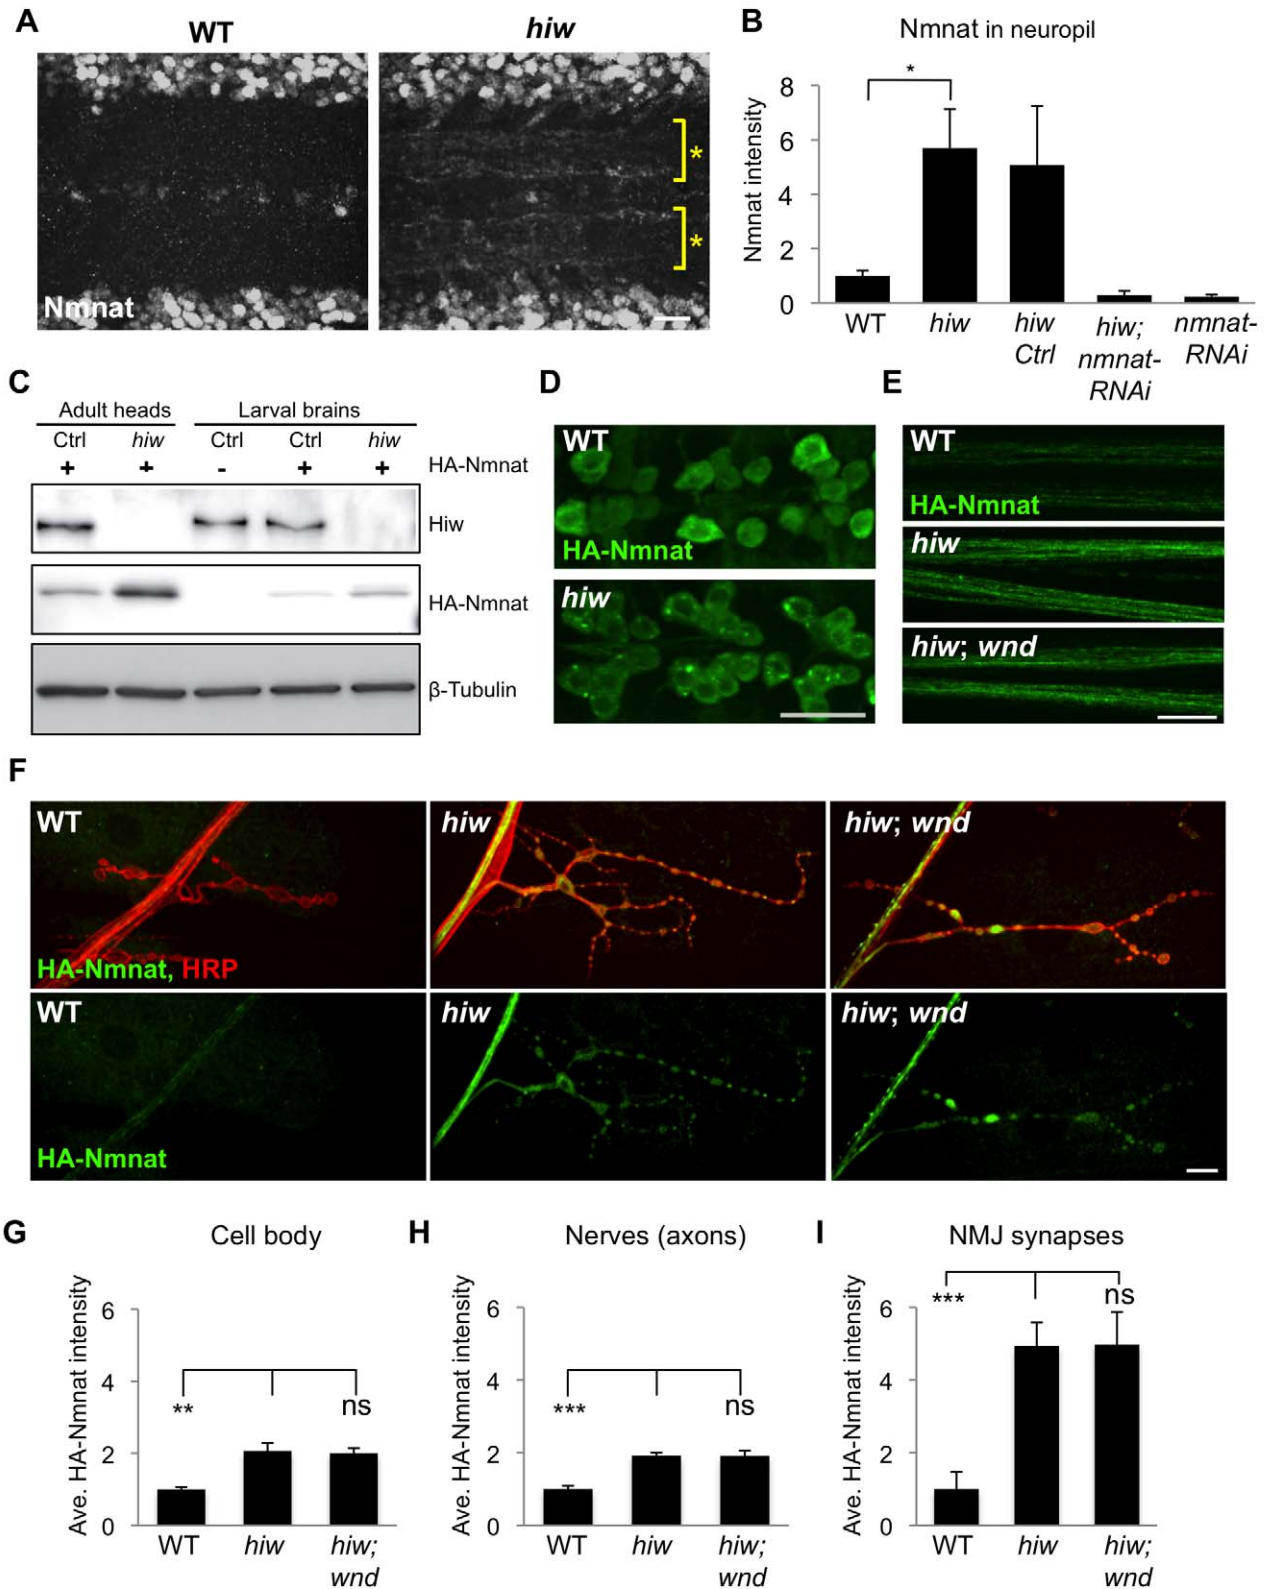 A
WT
hiw
*
*
Nmnat
B
Nmnat in neuropil
*
Nmnat intensity
8
6
4
2
0
WT
hiw
hiw
Ctrl
hiw;
nmnat-
RNAi
nmnat-
RNAi
C
Adult heads
Larval brains
Ctrl
hiw
Ctrl
Ctrl
hiw
+ + - + + HA-Nmnat
Hiw
HA-Nmnat
β-Tubulin
D
WT
HA-Nmnat
hiw
E
WT
HA-Nmnat
hiw
hiw; wnd
F
WT
HA-Nmnat, HRP
hiw
hiw; wnd
WT
HA-Nmnat
hiw
hiw; wnd
G
Cell body
Ave. HA-Nmnat intensity
6
4
2
0
**
ns
WT
hiw
hiw;
wnd
H
Nerves (axons)
Ave. HA-Nmnat intensity
6
4
2
0
***
ns
WT
hiw
hiw;
wnd
I
NMJ synapses
Ave. HA-Nmnat intensity
6
4
2
0
***
ns
WT
hiw
hiw;
wnd